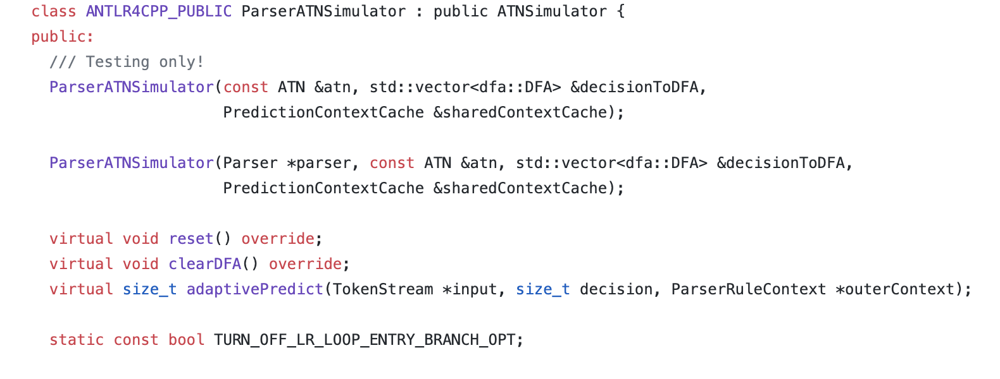 class ANTLR4CPP_PUBLIC ParserATNSimulator : public ATNSimulator {
public:
/// Testing only!
ParserATNSimulator(const ATN &atn, std::vector<dfa::DFA> &decisionToDFA,
PredictionContextCache &sharedContextCache);
ParserATNSimulator(Parser *parser, const ATN &atn, std::vector<dfa::DFA> &decisionToDFA,
PredictionContextCache &sharedContextCache);
virtual void reset() override;
virtual void clearDFA() override;
virtual size_t adaptivePredict(TokenStream *input, size_t decision, ParserRuleContext *outerContext);
static const bool TURN_OFF_LR_LOOP_ENTRY_BRANCH_OPT;